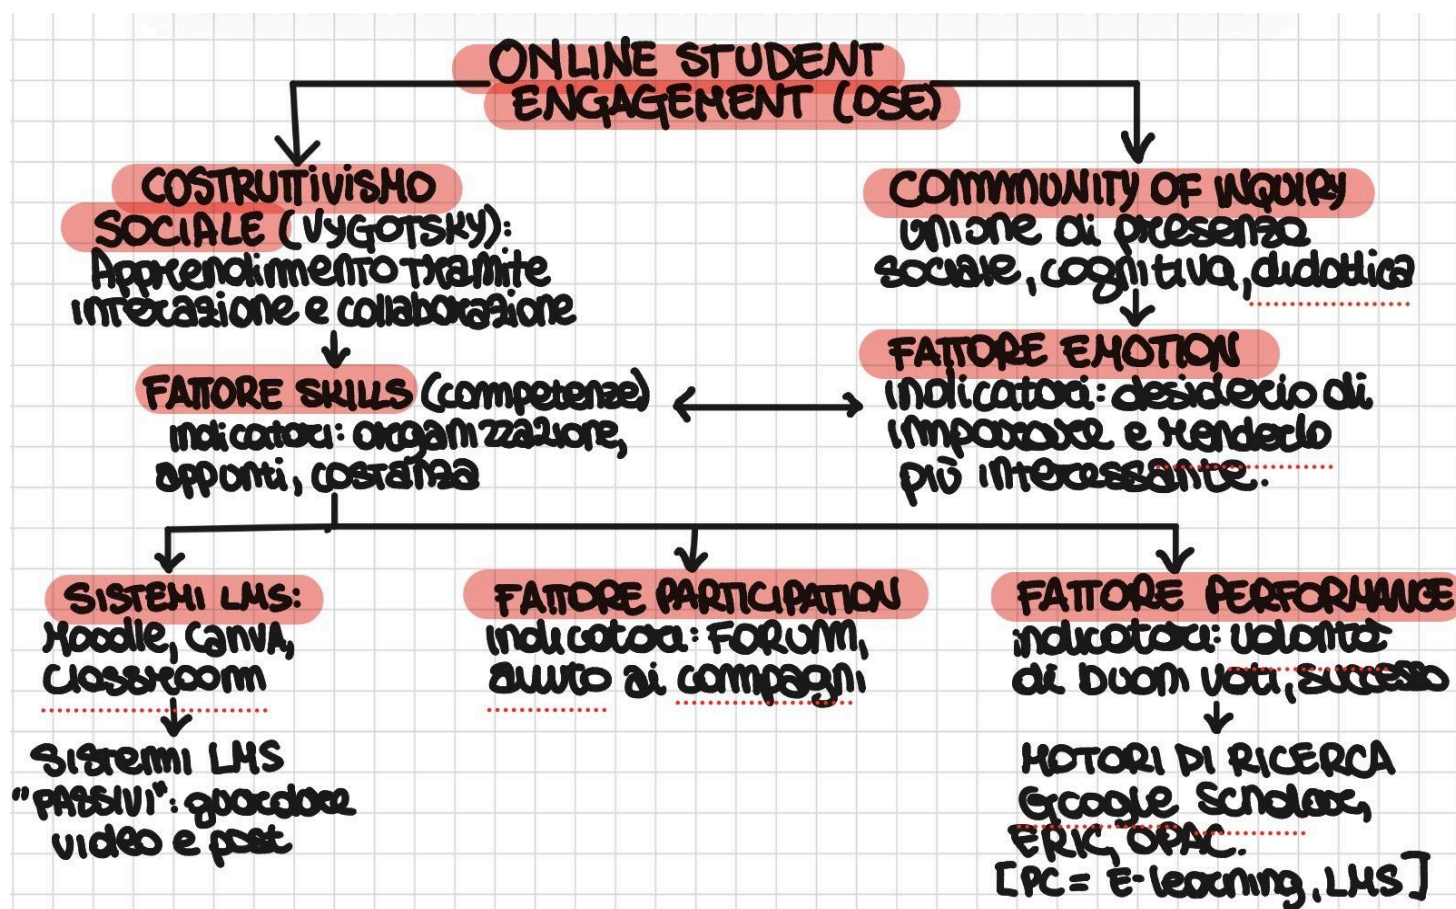 ONLINE STUDENT
ENGAGEMENT (OSE)
COSTRUTTIVISMO
SOCIALE (VYGOTSKY):
Apprendimento tramite
interazione e collaborazione
FATTORE SKILLS (competenze)
indicatori: organizzazione,
appunti, costanza
COMMUNITY OF INQUIRY
unione di presenza
sociale, cognitiva, didattica
FATTORE EMOTION
indicatori: desiderio di
imparare e renderlo
più interessante.
SISTEMI LMS:
Moodle, CanvA,
Classroom
Sistemi LMS
"PASSIVI": guardare
video e post
FATTORE PARTICIPATION
indicatori: FORUM,
aiuto ai compagni
FATTORE PERFORMANCE
indicatori: volontà
di buoni voti, successo
MOTORI DI RICERCA
Google Scholar,
ERIC, OPAC.
[PC = E-learning, LMS]